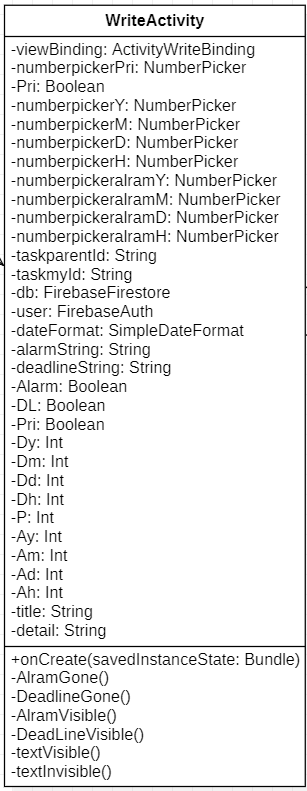 WriteActivity
-viewBinding: ActivityWriteBinding
-numberpickerPri: NumberPicker
-Pri: Boolean
-numberpickerY: NumberPicker
-numberpickerM: NumberPicker
-numberpickerD: NumberPicker
-numberpickerH: NumberPicker
-numberpickeralramY: NumberPicker
-numberpickeralramM: NumberPicker
-numberpickeralramD: NumberPicker
-numberpickeralramH: NumberPicker
-taskparentId: String
-taskmyId: String
-db: FirebaseFirestore
-user: FirebaseAuth
-dateFormat: SimpleDateFormat
-alarmString: String
-deadlineString: String
-Alarm: Boolean
-DL: Boolean
-Pri: Boolean
-Dy: Int
-Dm: Int
-Dd: Int
-Dh: Int
-P: Int
-Ay: Int
-Am: Int
-Ad: Int
-Ah: Int
-title: String
-detail: String
+onCreate(savedInstanceState: Bundle)
-AlramGone()
-DeadlineGone()
-AlramVisible()
-DeadLineVisible()
-textVisible()
-textInvisible()